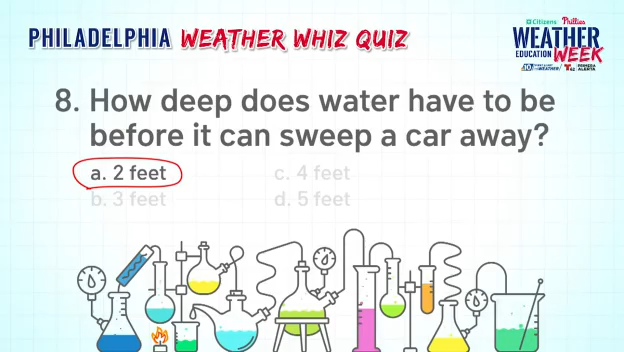 PHILADELPHIA WEATHER WHIZ QUIZ
Citizens Phillies
WEATHER
EDUCATION WEEK
8. How deep does water have to be
before it can sweep a car away?
a. 2 feet
c. 4 feet
b. 3 feet
d. 5 feet